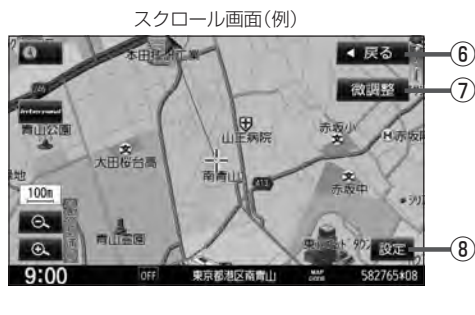 スクロール画面(例)
本田技研工業
◀ 戻る
⑥
微調整
⑦
internavi
青山公園
山王病院
赤坂小
大田桜台高
南青山
赤坂中
100m
青山霊園
設定
⑧
9:00
OFF
東京都港区南青山
MAP CODE
582765*08